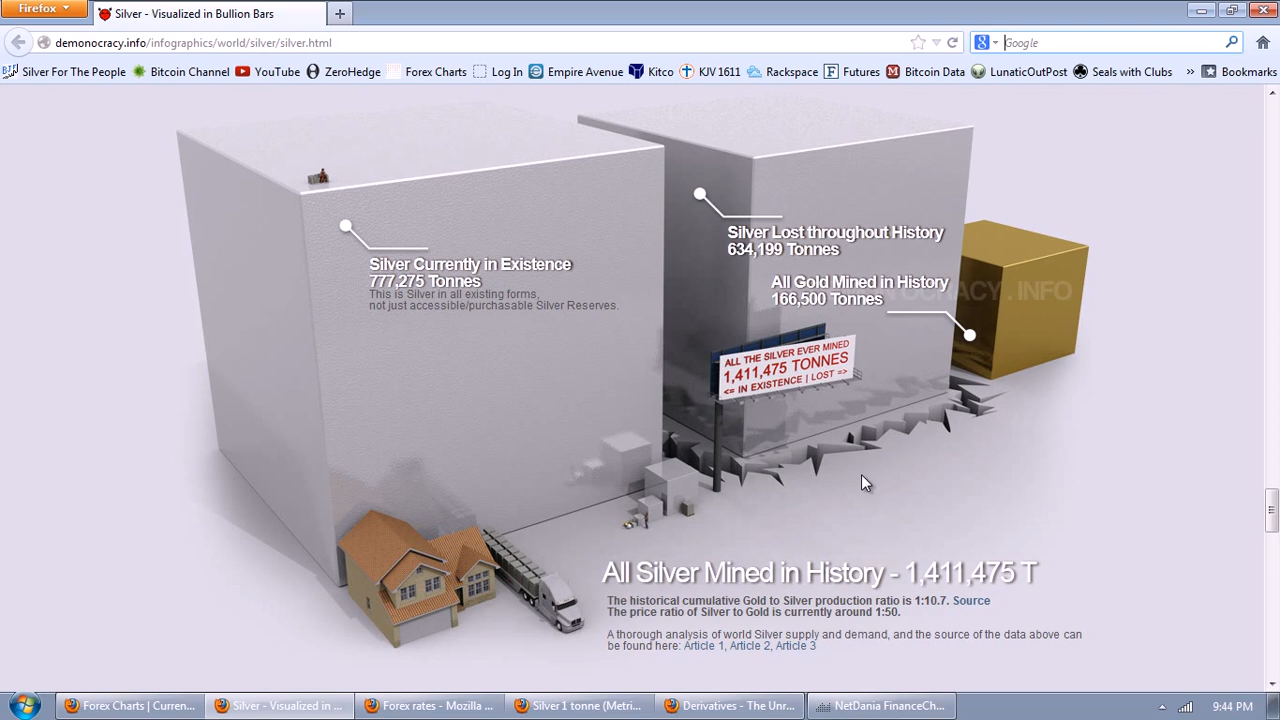 Firefox
Silver - Visualized in Bullion Bars
demonocracy.info/infographics/world/silver/silver.html
Google
Silver For The People
Bitcoin Channel
YouTube
ZeroHedge
Forex Charts
Log In
Empire Avenue
Kitco
KJV 1611
Rackspace
Futures
Bitcoin Data
LunaticOutPost
Seals with Clubs
Bookmarks
Silver Currently in Existence
777,275 Tonnes
This is Silver in all existing forms,
not just accessible/purchasable Silver Reserves.
Silver Lost throughout History
634,199 Tonnes
All Gold Mined in History
166,500 Tonnes
OCRACY . INFO
ALL THE SILVER EVER MINED
1,411,475 TONNES
<= IN EXISTENCE | LOST =>
All Silver Mined in History - 1,411,475 T
The historical cumulative Gold to Silver production ratio is 1:10.7. Source
The price ratio of Silver to Gold is currently around 1:50.
A thorough analysis of world Silver supply and demand, and the source of the data above can
be found here: Article 1, Article 2, Article 3
Forex Charts | Curren...
Silver - Visualized in ...
Forex rates - Mozilla ...
Silver 1 tonne (Metri...
Derivatives - The Unr...
NetDania FinanceCh...
9:44 PM